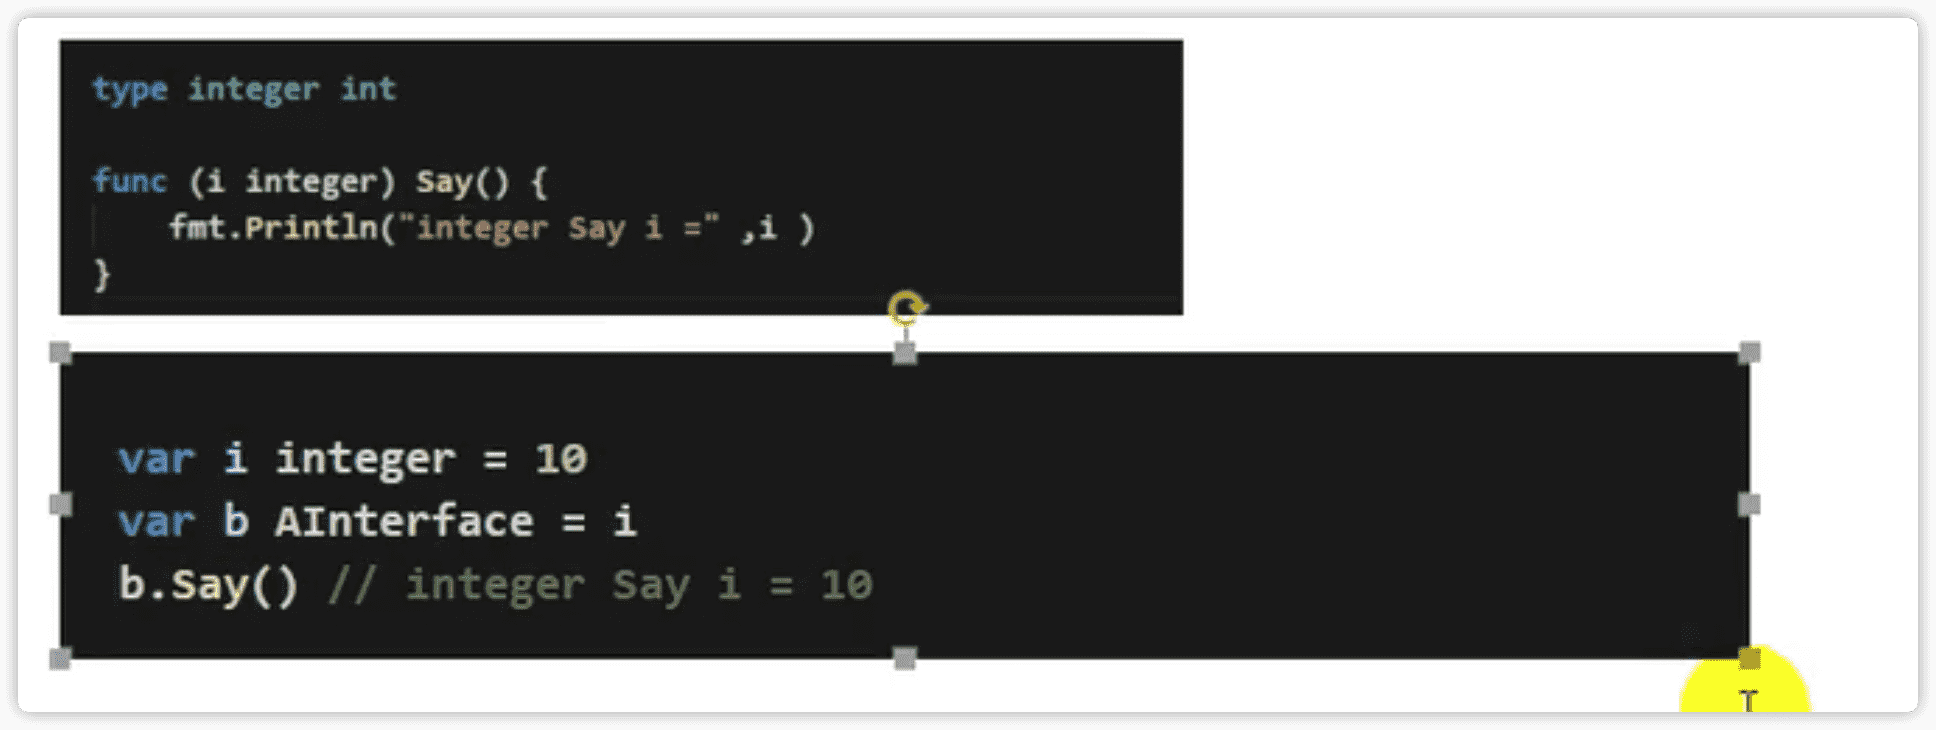 type integer int
func (i integer) Say() {
    fmt.Println("integer Say i =" ,i )
}
var i integer = 10
var b AInterface = i
b.Say() // integer Say i = 10